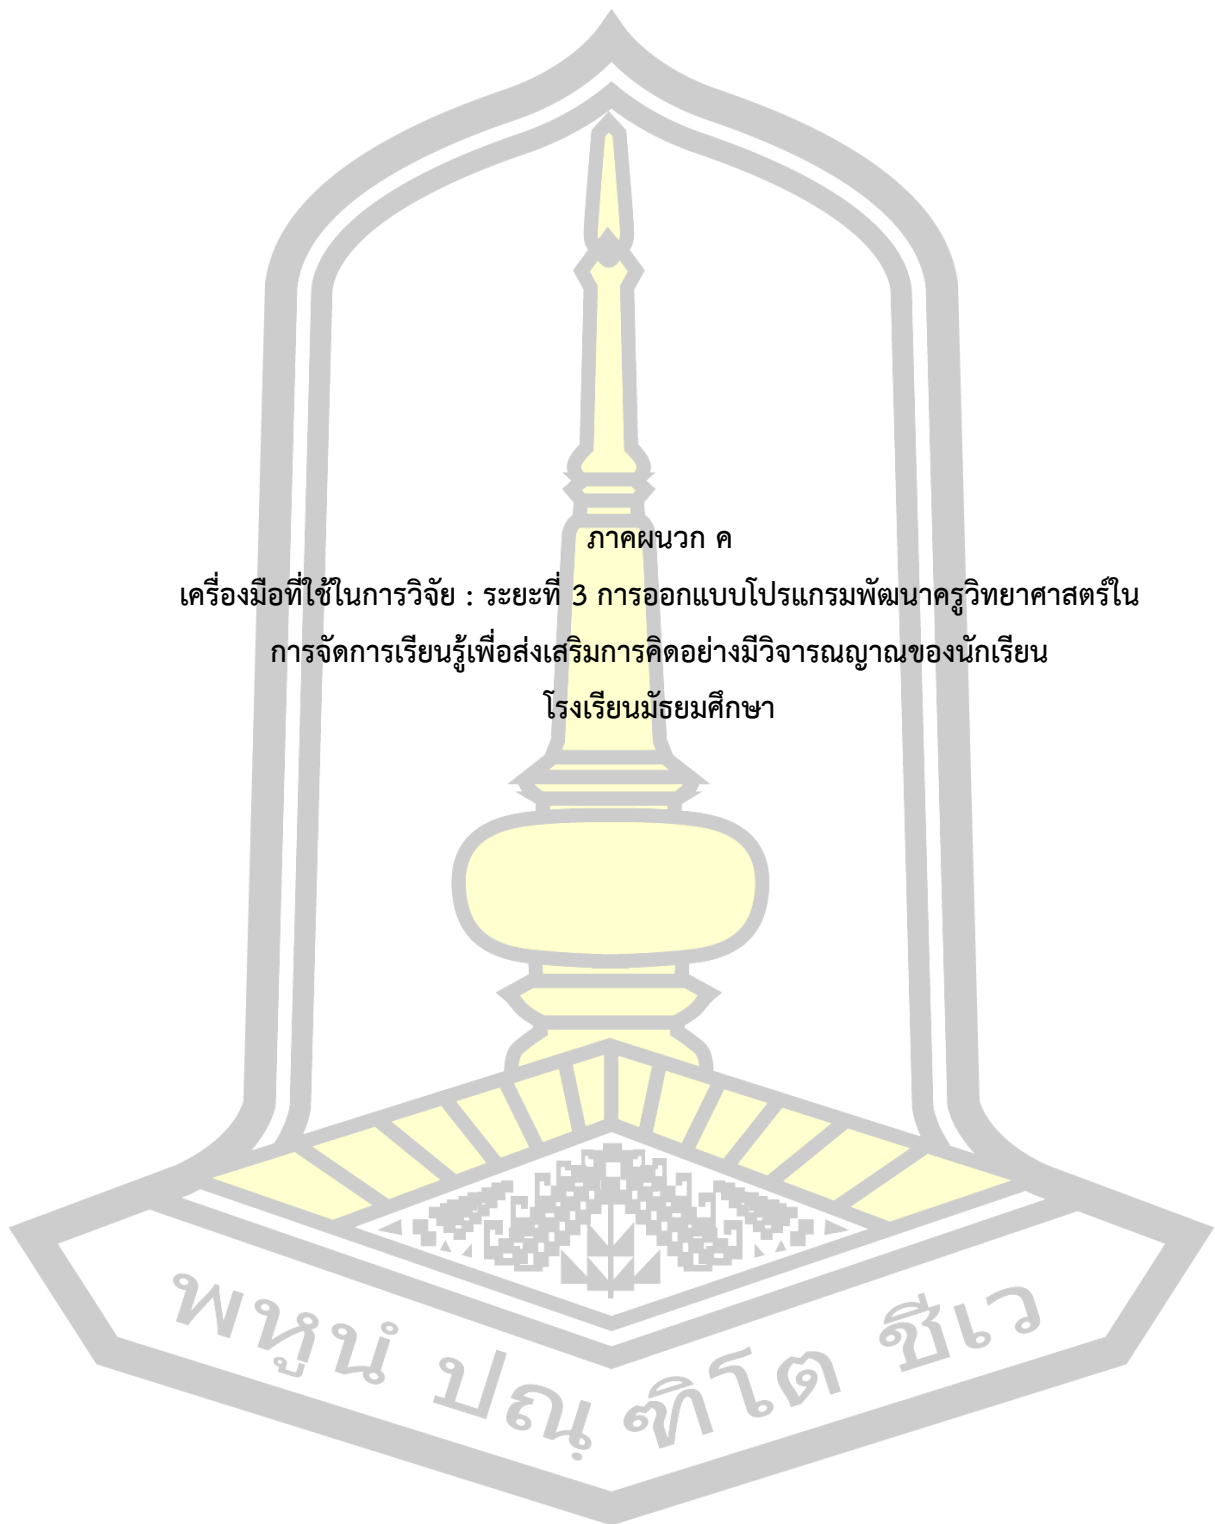 ภาคผนวก ค
เครื่องมือที่ใช้ในการวิจัย : ระยะที่ 3 การออกแบบโปรแกรมพัฒนาครูวิทยาศาสตร์ใน
การจัดการเรียนรู้เพื่อส่งเสริมการคิดอย่างมีวิจารณญาณของนักเรียน
โรงเรียนมัธยมศึกษา
พหูนํ ปณฺฑิโต ชีเว